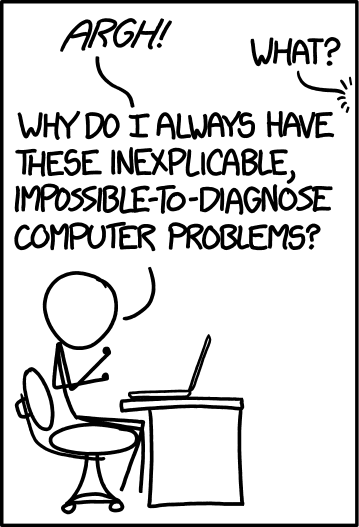 ARGH!
WHAT?
WHY DO I ALWAYS HAVE
THESE INEXPLICABLE,
IMPOSSIBLE-TO-DIAGNOSE
COMPUTER PROBLEMS?